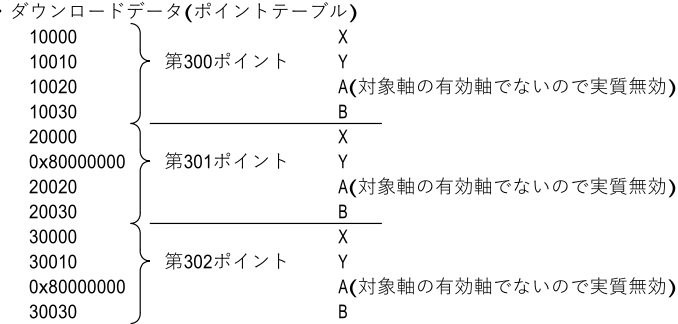 ・ダウンロードデータ(ポイントテーブル)
10000 X
10010 第300ポイント Y
10020 A(対象軸の有効軸でないので実質無効)
10030 B
20000 X
0x80000000 第301ポイント Y
20020 A(対象軸の有効軸でないので実質無効)
20030 B
30000 X
30010 第302ポイント Y
0x80000000 A(対象軸の有効軸でないので実質無効)
30030 B